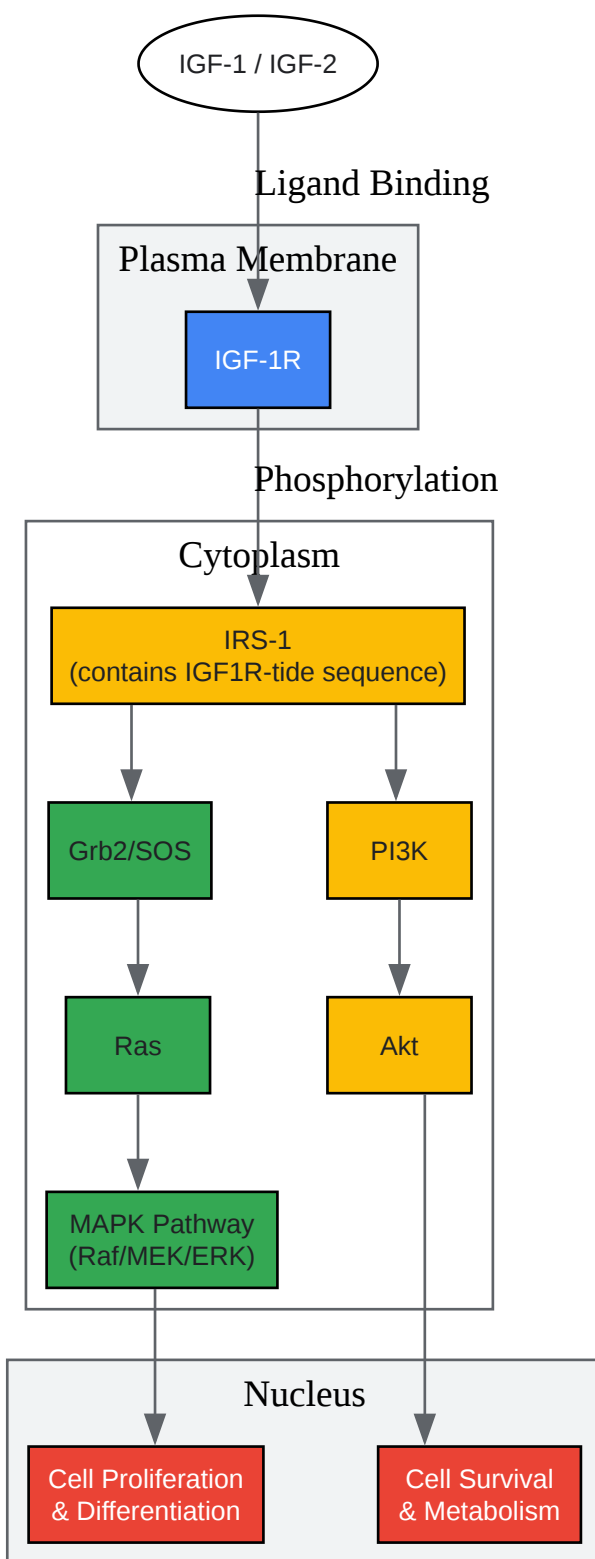 IGF-1 / IGF-2
Ligand Binding
Plasma Membrane
IGF-1R
Phosphorylation
Cytoplasm
IRS-1
(contains IGF1R-tide sequence)
Grb2/SOS
PI3K
Ras
Akt
MAPK Pathway
(Raf/MEK/ERK)
Nucleus
Cell Proliferation
& Differentiation
Cell Survival
& Metabolism